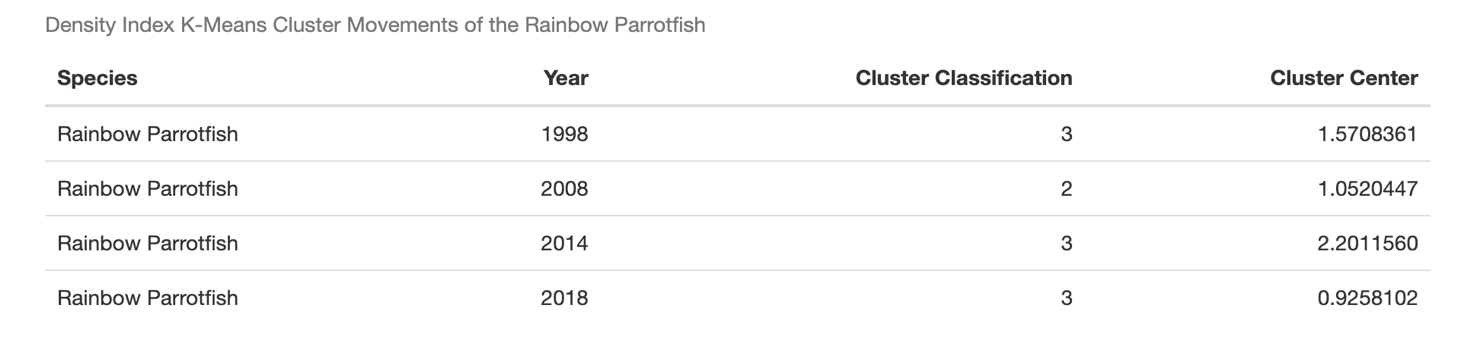 Density Index K-Means Cluster Movements of the Rainbow Parrotfish
Species Year Cluster Classification Cluster Center
Rainbow Parrotfish 1998 3 1.5708361
Rainbow Parrotfish 2008 2 1.0520447
Rainbow Parrotfish 2014 3 2.2011560
Rainbow Parrotfish 2018 3 0.9258102